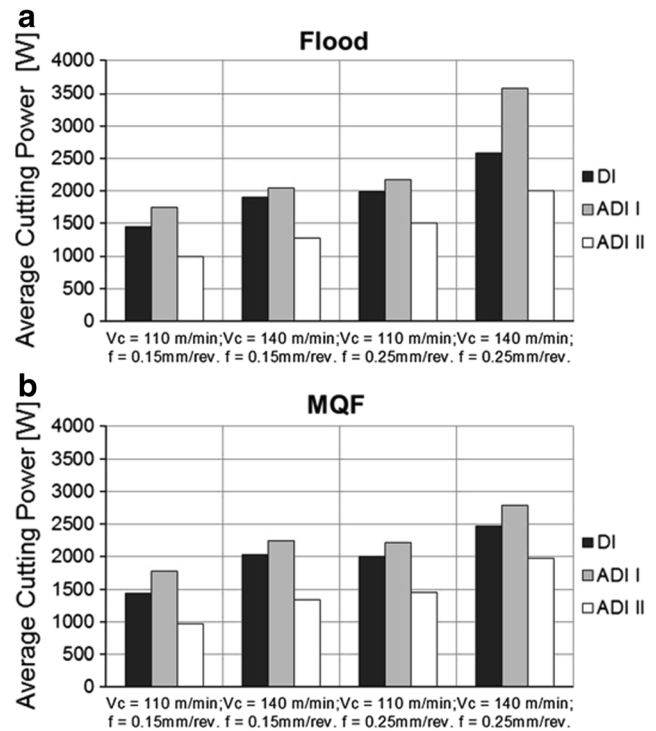 a
Flood
Average Cutting Power [W]
4000
3500
3000
2500
2000
1500
1000
500
0
DI
ADI I
ADI II
Vc = 110 m/min; Vc = 140 m/min; Vc = 110 m/min; Vc = 140 m/min;
f = 0.15mm/rev. f = 0.15mm/rev. f = 0.25mm/rev. f = 0.25mm/rev.
b
MQF
Average Cutting Power [W]
4000
3500
3000
2500
2000
1500
1000
500
0
DI
ADI I
ADI II
Vc = 110 m/min; Vc = 140 m/min; Vc = 110 m/min; Vc = 140 m/min;
f = 0.15mm/rev. f = 0.15mm/rev. f = 0.25mm/rev. f = 0.25mm/rev.